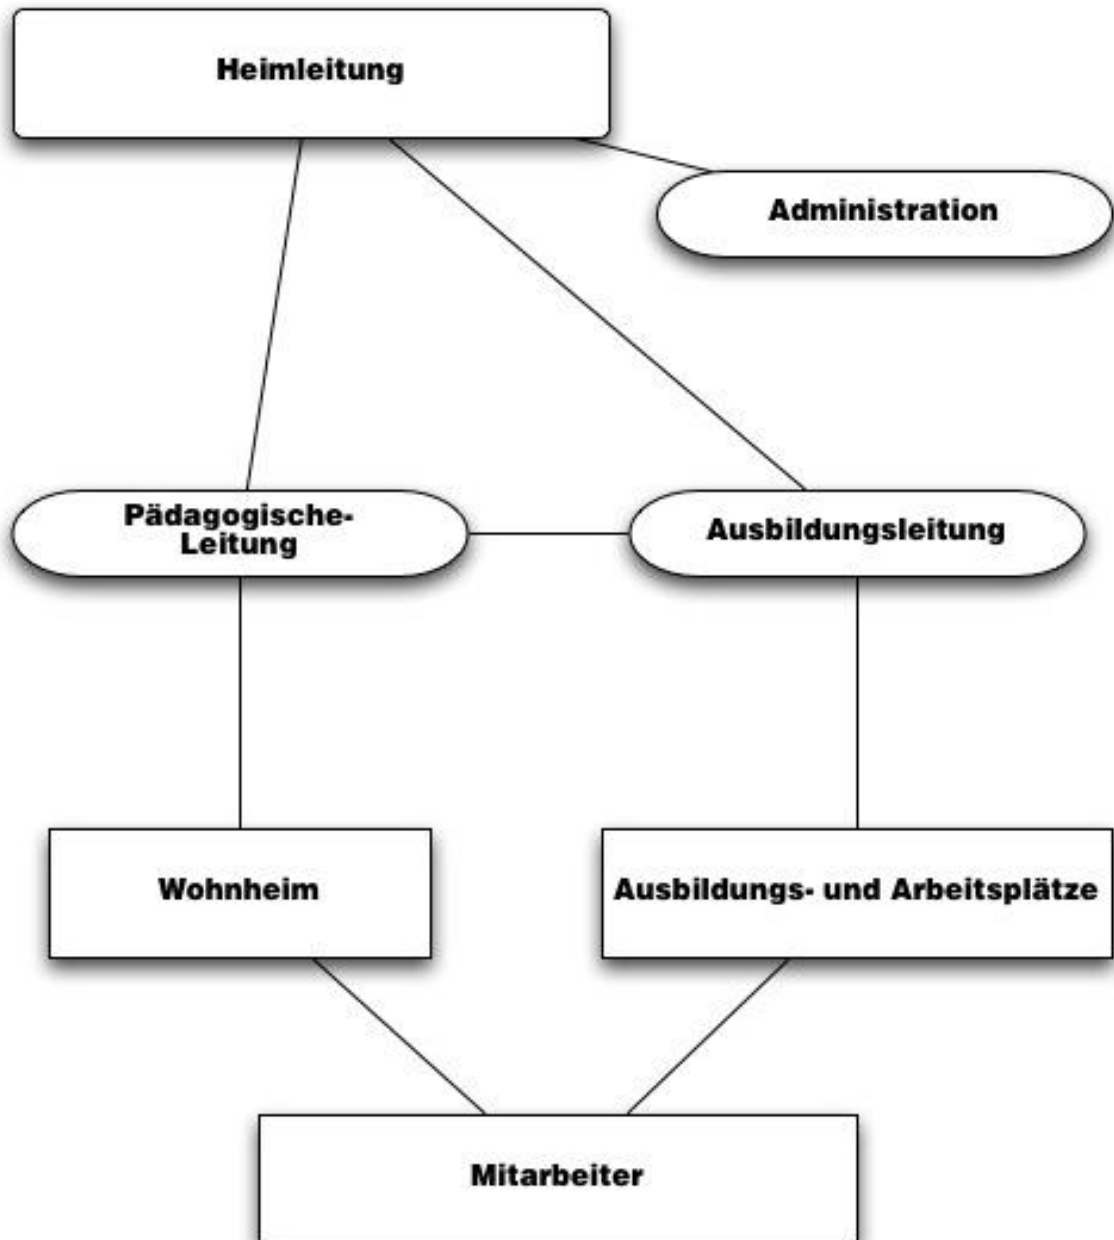 Heimleitung
Administration
Pädagogische-
Leitung
Ausbildungsleitung
Wohnheim
Ausbildungs- und Arbeitsplätze
Mitarbeiter